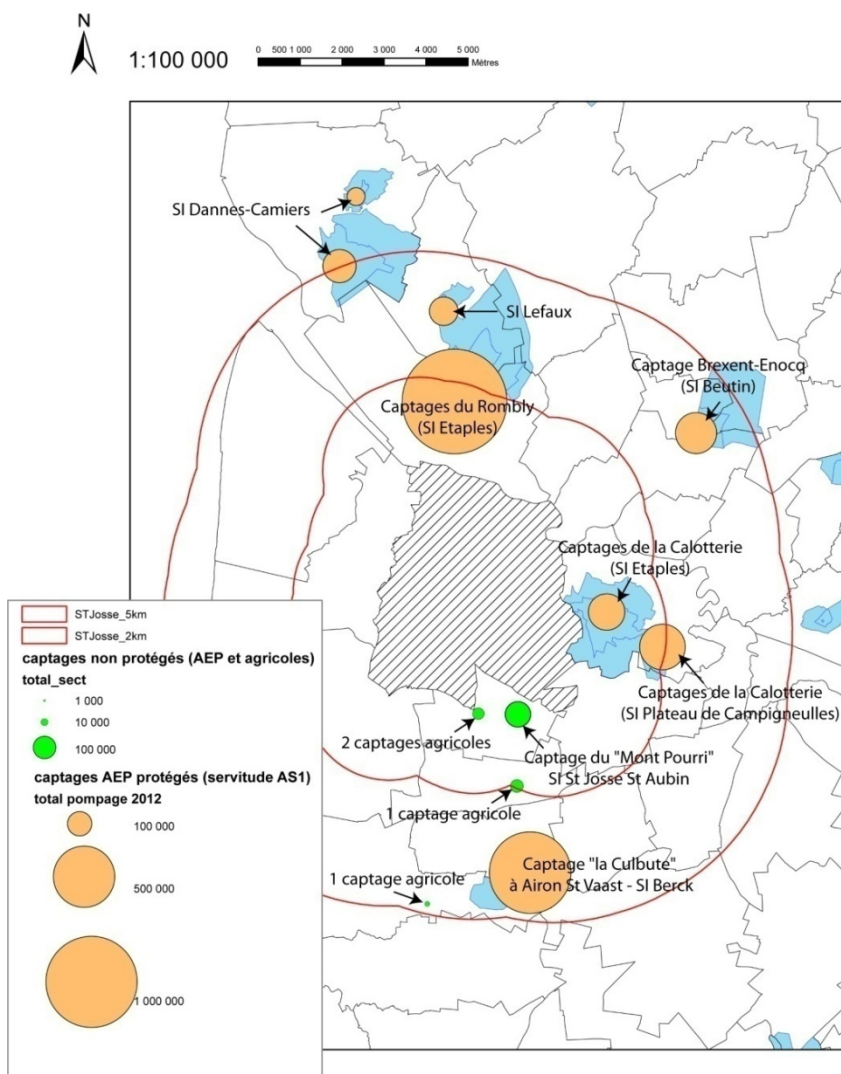 N
1:100 000
0 500 1 000 2 000 3 000 4 000 5 000
Mètres
SI Dannes-Camiers
SI Lefaux
Captage Brexent-Enocq
(SI Beutin)
Captages du Rombly
(SI Etaples)
Captages de la Calotterie
(SI Etaples)
Captages de la Calotterie
(SI Plateau de Campigneulles)
2 captages agricoles
Captage du "Mont Pourri"
SI St Josse St Aubin
1 captage agricole
Captage "la Culbute"
à Airon St Vaast - SI Berck
1 captage agricole
STJosse_5km
STJosse_2km
captages non protégés (AEP et agricoles)
total_sect
1 000
10 000
100 000
captages AEP protégés (servitude AS1)
total pompage 2012
100 000
500 000
1 000 000